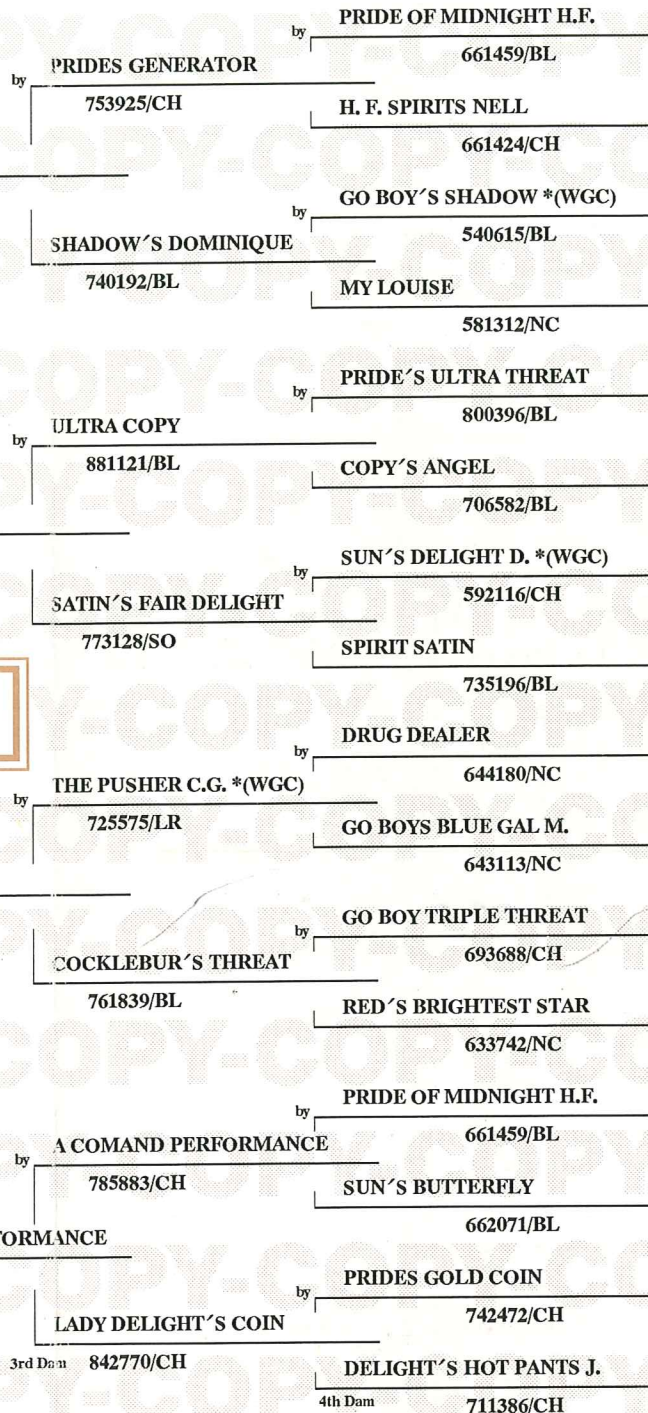 by PRIDE OF MIDNIGHT H.F.
661459/BL
by PRIDES GENERATOR
753925/CH
H. F. SPIRITS NELL
661424/CH
by GO BOY´S SHADOW *(WGC)
540615/BL
SHADOW´S DOMINIQUE
740192/BL
MY LOUISE
581312/NC
by PRIDE´S ULTRA THREAT
800396/BL
by ULTRA COPY
881121/BL
COPY´S ANGEL
706582/BL
by SUN´S DELIGHT D. *(WGC)
592116/CH
SATIN´S FAIR DELIGHT
773128/SO
SPIRIT SATIN
735196/BL
by DRUG DEALER
644180/NC
by THE PUSHER C.G. *(WGC)
725575/LR
GO BOYS BLUE GAL M.
643113/NC
by GO BOY TRIPLE THREAT
693688/CH
COCKLEBUR´S THREAT
761839/BL
RED´S BRIGHTEST STAR
633742/NC
by PRIDE OF MIDNIGHT H.F.
661459/BL
by A COMAND PERFORMANCE
785883/CH
SUN´S BUTTERFLY
662071/BL
FORMANCE
by PRIDES GOLD COIN
742472/CH
LADY DELIGHT´S COIN
3rd Dam 842770/CH
DELIGHT´S HOT PANTS J.
4th Dam 711386/CH
COPY-COPY-COPY